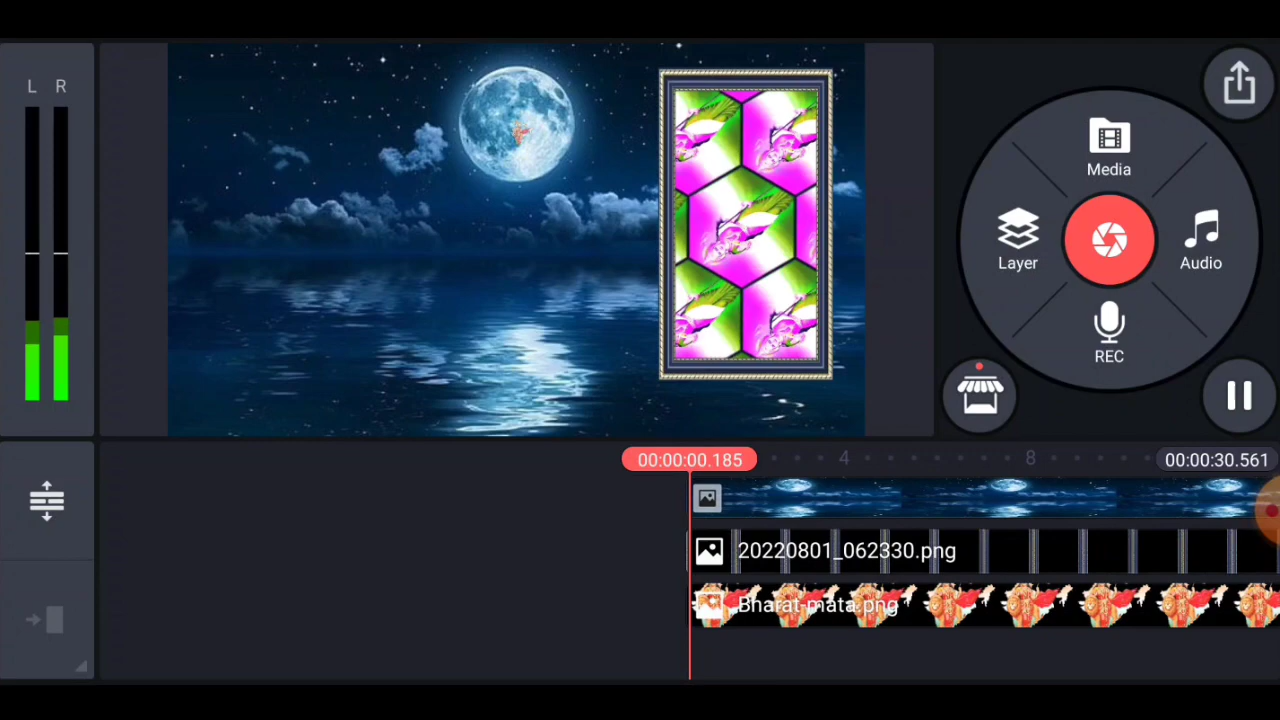 L R
Media
Layer
Audio
REC
00:00:00.185
4
8
00:00:30.561
20220801_062330.png
Bharat-mata.png